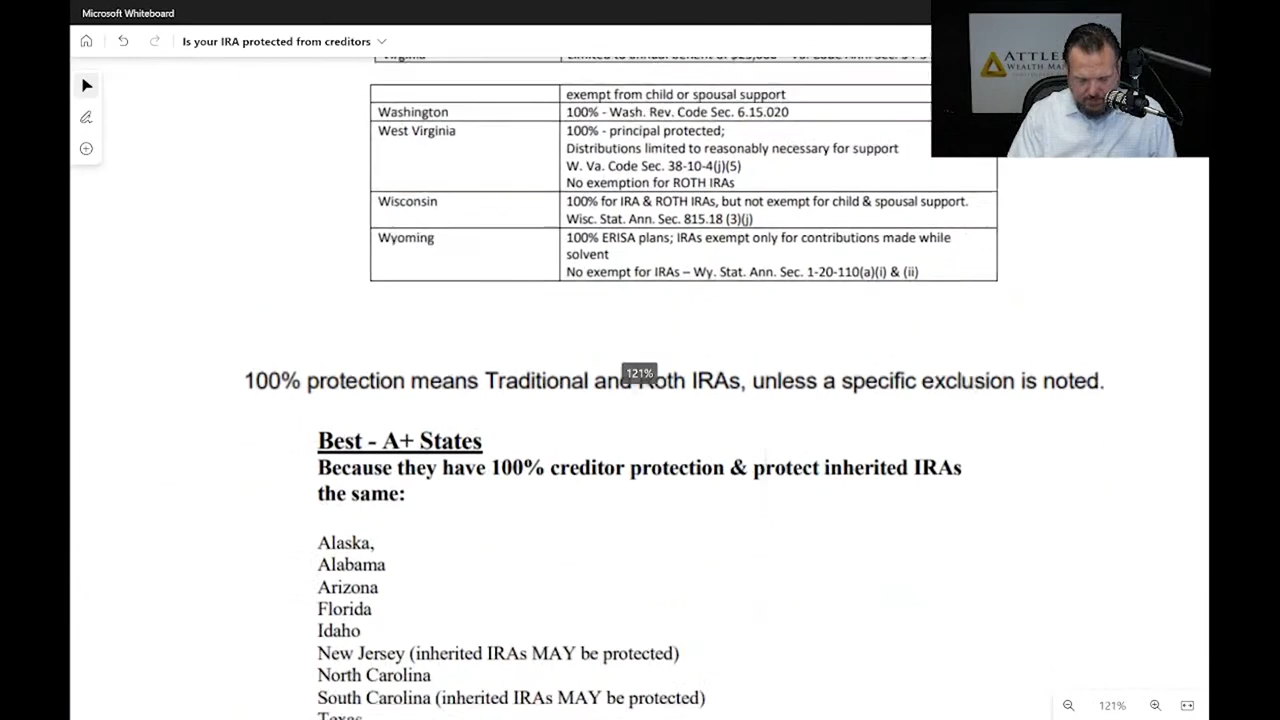 Microsoft Whiteboard
Is your IRA protected from creditors
ATTLE
WEALTH MA
exempt from child or spousal support
Washington
100% - Wash. Rev. Code Sec. 6.15.020
West Virginia
100% - principal protected;
Distributions limited to reasonably necessary for support
W. Va. Code Sec. 38-10-4(j)(5)
No exemption for ROTH IRAs
Wisconsin
100% for IRA & ROTH IRAs, but not exempt for child & spousal support.
Wisc. Stat. Ann. Sec. 815.18 (3)(j)
Wyoming
100% ERISA plans; IRAs exempt only for contributions made while
solvent
No exempt for IRAs – Wy. Stat. Ann. Sec. 1-20-110(a)(i) & (ii)
100% protection means Traditional and Roth IRAs, unless a specific exclusion is noted.
121%
Best - A+ States
Because they have 100% creditor protection & protect inherited IRAs
the same:
Alaska,
Alabama
Arizona
Florida
Idaho
New Jersey (inherited IRAs MAY be protected)
North Carolina
South Carolina (inherited IRAs MAY be protected)
Texas
121%